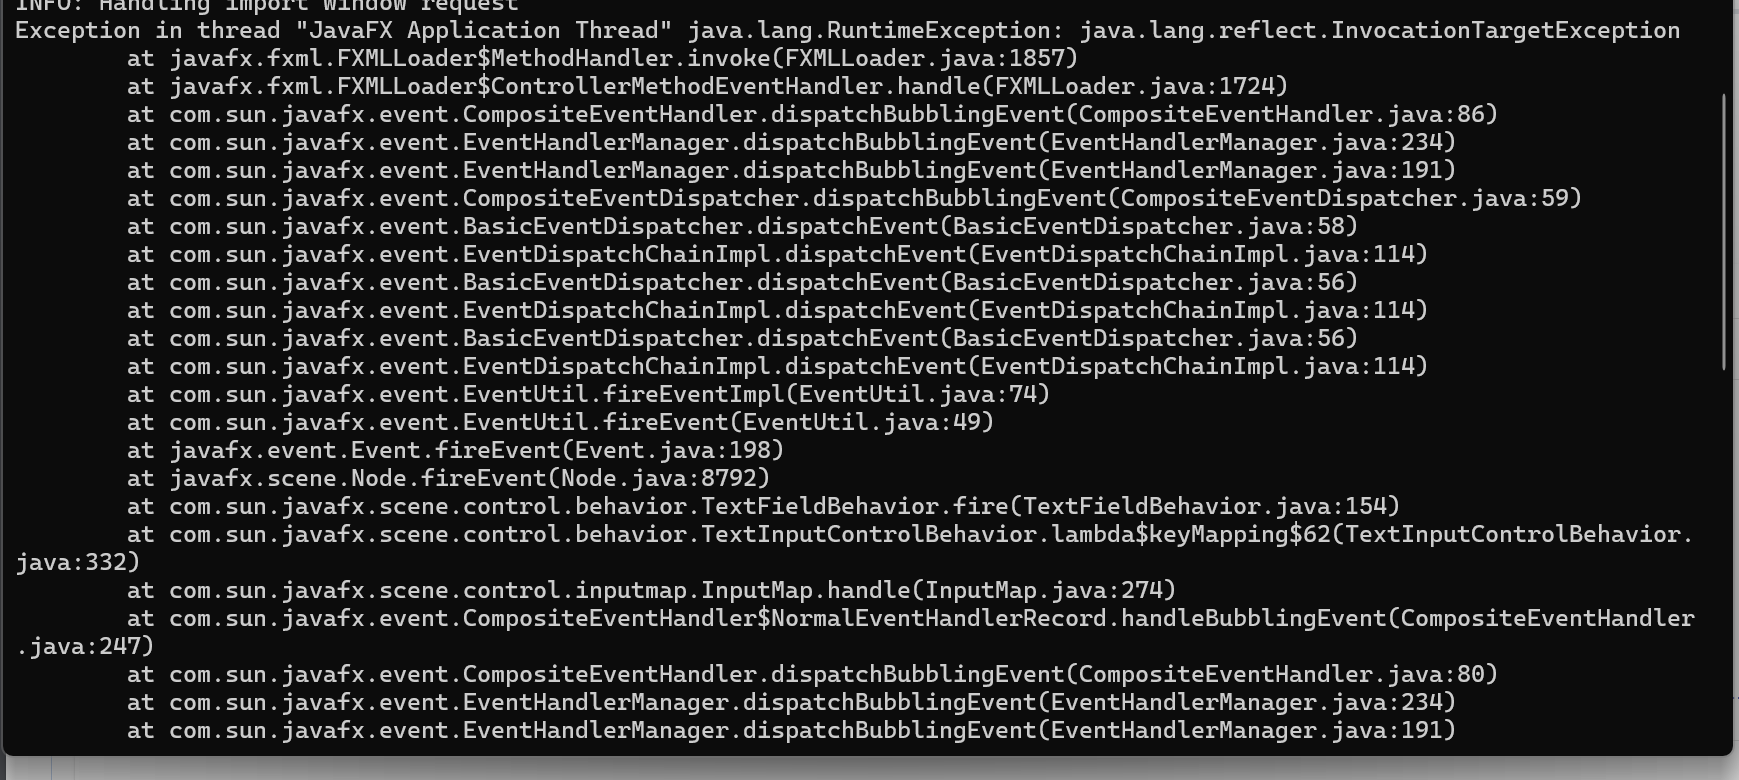 INFO: Handling import window request
Exception in thread "JavaFX Application Thread" java.lang.RuntimeException: java.lang.reflect.InvocationTargetException
        at javafx.fxml.FXMLLoader$MethodHandler.invoke(FXMLLoader.java:1857)
        at javafx.fxml.FXMLLoader$ControllerMethodEventHandler.handle(FXMLLoader.java:1724)
        at com.sun.javafx.event.CompositeEventHandler.dispatchBubblingEvent(CompositeEventHandler.java:86)
        at com.sun.javafx.event.EventHandlerManager.dispatchBubblingEvent(EventHandlerManager.java:234)
        at com.sun.javafx.event.EventHandlerManager.dispatchBubblingEvent(EventHandlerManager.java:191)
        at com.sun.javafx.event.CompositeEventDispatcher.dispatchBubblingEvent(CompositeEventDispatcher.java:59)
        at com.sun.javafx.event.BasicEventDispatcher.dispatchEvent(BasicEventDispatcher.java:58)
        at com.sun.javafx.event.EventDispatchChainImpl.dispatchEvent(EventDispatchChainImpl.java:114)
        at com.sun.javafx.event.BasicEventDispatcher.dispatchEvent(BasicEventDispatcher.java:56)
        at com.sun.javafx.event.EventDispatchChainImpl.dispatchEvent(EventDispatchChainImpl.java:114)
        at com.sun.javafx.event.BasicEventDispatcher.dispatchEvent(BasicEventDispatcher.java:56)
        at com.sun.javafx.event.EventDispatchChainImpl.dispatchEvent(EventDispatchChainImpl.java:114)
        at com.sun.javafx.event.EventUtil.fireEventImpl(EventUtil.java:74)
        at com.sun.javafx.event.EventUtil.fireEvent(EventUtil.java:49)
        at javafx.event.Event.fireEvent(Event.java:198)
        at javafx.scene.Node.fireEvent(Node.java:8792)
        at com.sun.javafx.scene.control.behavior.TextFieldBehavior.fire(TextFieldBehavior.java:154)
        at com.sun.javafx.scene.control.behavior.TextInputControlBehavior.lambda$keyMapping$62(TextInputControlBehavior.
java:332)
        at com.sun.javafx.scene.control.inputmap.InputMap.handle(InputMap.java:274)
        at com.sun.javafx.event.CompositeEventHandler$NormalEventHandlerRecord.handleBubblingEvent(CompositeEventHandler
.java:247)
        at com.sun.javafx.event.CompositeEventHandler.dispatchBubblingEvent(CompositeEventHandler.java:80)
        at com.sun.javafx.event.EventHandlerManager.dispatchBubblingEvent(EventHandlerManager.java:234)
        at com.sun.javafx.event.EventHandlerManager.dispatchBubblingEvent(EventHandlerManager.java:191)